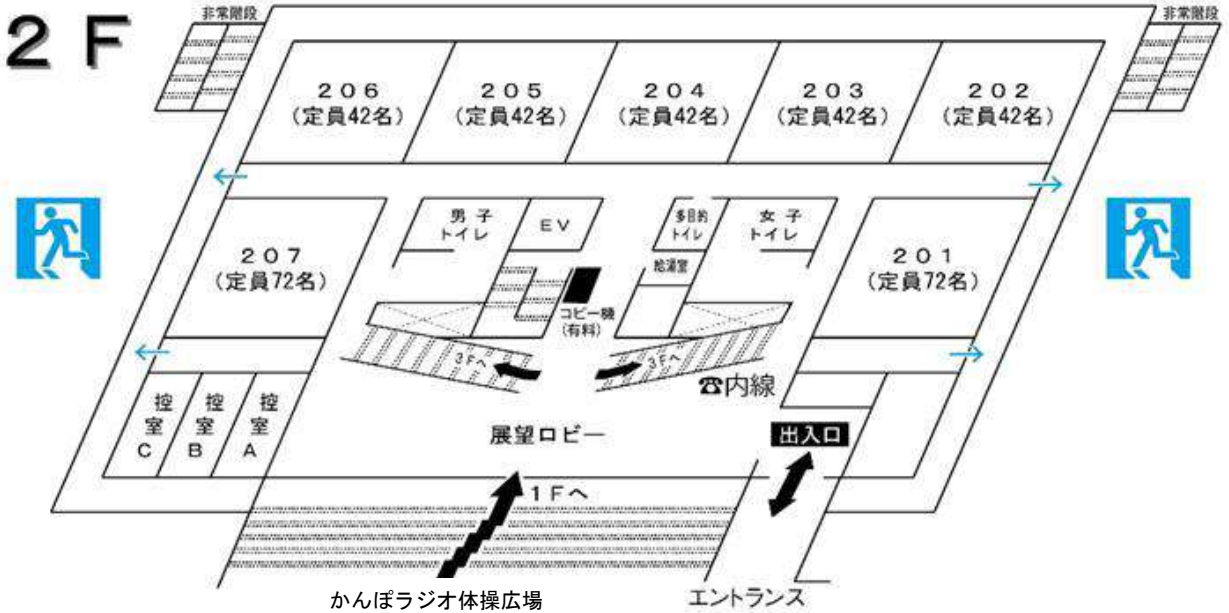 2F
非常階段
非常階段
206
(定員42名)
205
(定員42名)
204
(定員42名)
203
(定員42名)
202
(定員42名)
男子
トイレ
EV
多目的
トイレ
女子
トイレ
207
(定員72名)
給湯室
201
(定員72名)
コピー機
(有料)
3Fへ
3Fへ
☎内線
控室C
控室B
控室A
展望ロビー
出入口
1Fへ
かんぽラジオ体操広場
エントランス